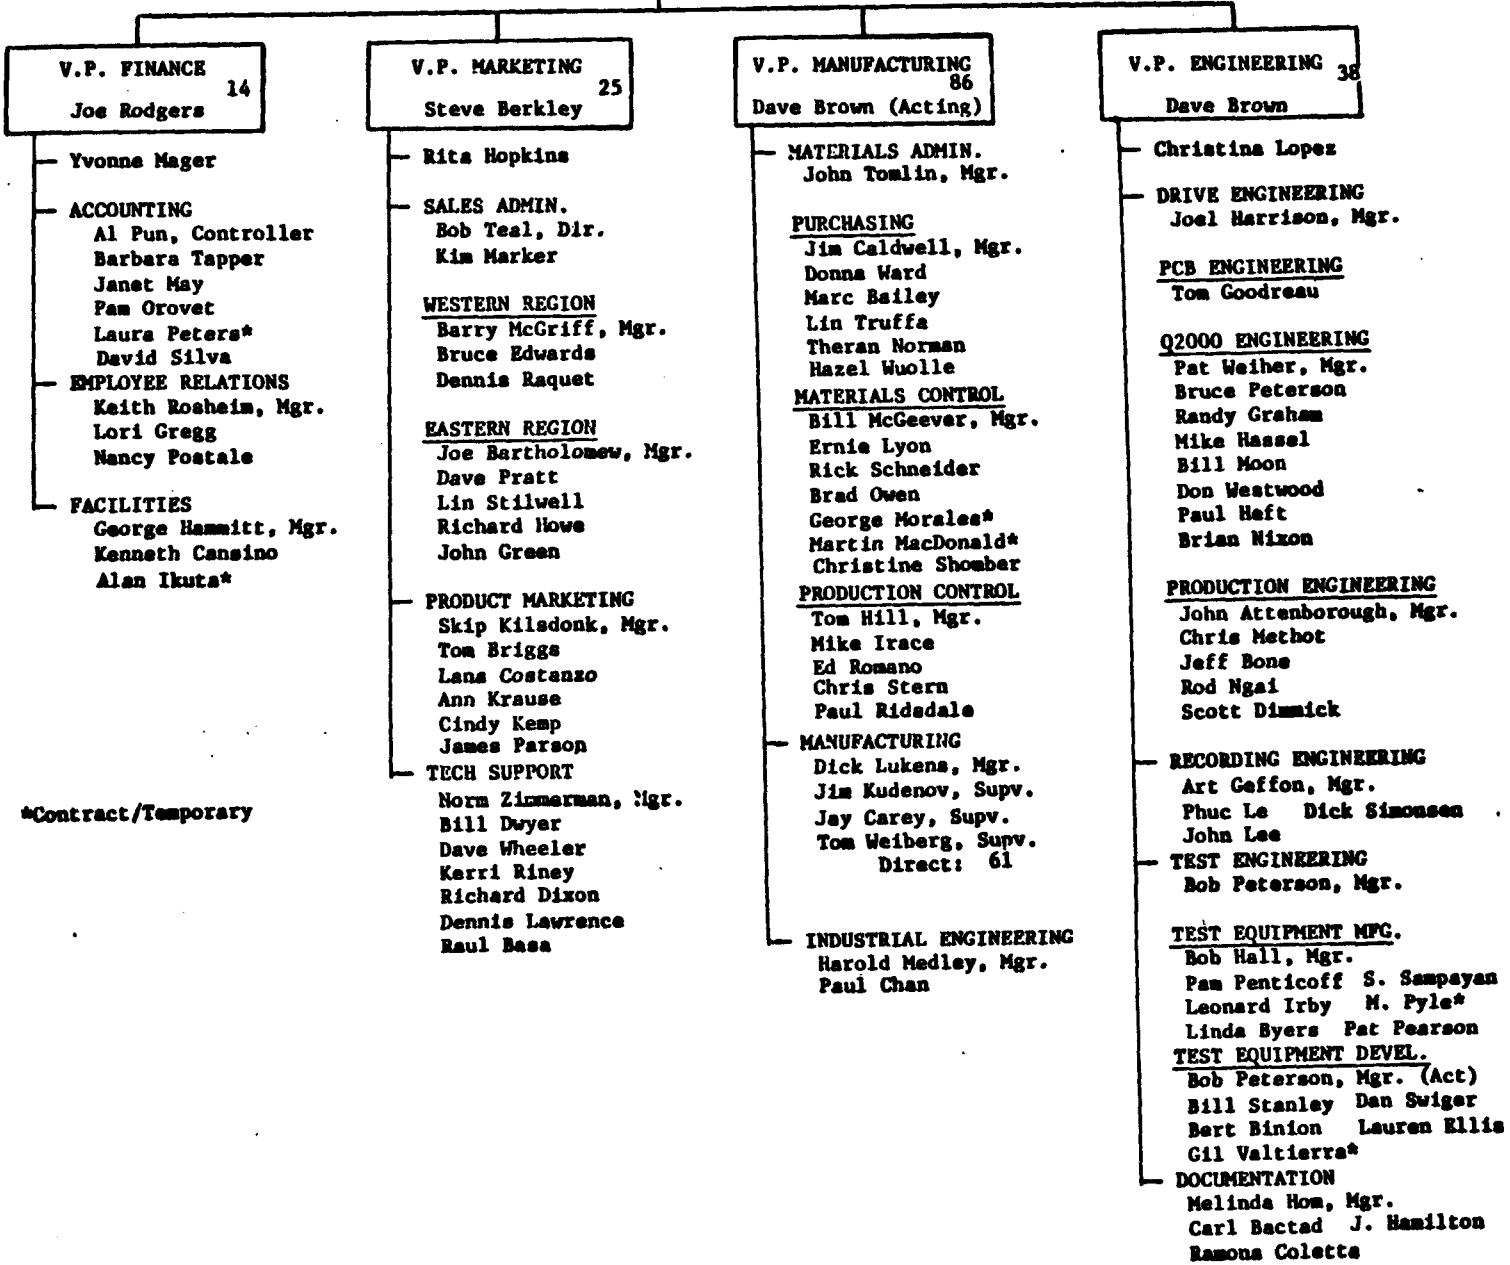 V.P. FINANCE
14
Joe Rodgers
Yvonne Mager
ACCOUNTING
Al Pun, Controller
Barbara Tapper
Janet May
Pam Orovet
Laura Peters*
David Silva
EMPLOYEE RELATIONS
Keith Rosheim, Mgr.
Lori Gregg
Nancy Postale
FACILITIES
George Hammitt, Mgr.
Kenneth Cansino
Alan Ikuta*
*Contract/Temporary
V.P. MARKETING
25
Steve Berkley
Rita Hopkins
SALES ADMIN.
Bob Teal, Dir.
Kim Marker
WESTERN REGION
Barry McGriff, Mgr.
Bruce Edwards
Dennis Raquet
EASTERN REGION
Joe Bartholomew, Mgr.
Dave Pratt
Lin Stilwell
Richard Howe
John Green
PRODUCT MARKETING
Skip Kilsdonk, Mgr.
Tom Briggs
Lana Costanzo
Ann Krause
Cindy Kemp
James Parson
TECH SUPPORT
Norm Zimmerman, Mgr.
Bill Dwyer
Dave Wheeler
Kerri Riney
Richard Dixon
Dennis Lawrence
Raul Basa
V.P. MANUFACTURING
86
Dave Brown (Acting)
MATERIALS ADMIN.
John Tomlin, Mgr.
PURCHASING
Jim Caldwell, Mgr.
Donna Ward
Marc Bailey
Lin Truffa
Theran Norman
Hazel Wuolle
MATERIALS CONTROL
Bill McGeever, Mgr.
Ernie Lyon
Rick Schneider
Brad Owen
George Morales*
Martin MacDonald*
Christine Shomber
PRODUCTION CONTROL
Tom Hill, Mgr.
Mike Irace
Ed Romano
Chris Stern
Paul Ridsdale
MANUFACTURING
Dick Lukens, Mgr.
Jim Kudenov, Supv.
Jay Carey, Supv.
Tom Weiberg, Supv.
Direct: 61
INDUSTRIAL ENGINEERING
Harold Medley, Mgr.
Paul Chan
V.P. ENGINEERING 38
Dave Brown
Christina Lopez
DRIVE ENGINEERING
Joel Harrison, Mgr.
PCB ENGINEERING
Tom Goodreau
Q2000 ENGINEERING
Pat Weiher, Mgr.
Bruce Peterson
Randy Graham
Mike Hassel
Bill Moon
Don Westwood
Paul Heft
Brian Nixon
PRODUCTION ENGINEERING
John Attenborough, Mgr.
Chris Methot
Jeff Bone
Rod Ngai
Scott Dimmick
RECORDING ENGINEERING
Art Geffon, Mgr.
Phuc Le Dick Simonsen
John Lee
TEST ENGINEERING
Bob Peterson, Mgr.
TEST EQUIPMENT MFG.
Bob Hall, Mgr.
Pam Penticoff S. Sampayan
Leonard Irby M. Pyle*
Linda Byers Pat Pearson
TEST EQUIPMENT DEVEL.
Bob Peterson, Mgr. (Act)
Bill Stanley Dan Swiger
Bert Binion Lauren Ellis
Gil Valtierra*
DOCUMENTATION
Melinda Hom, Mgr.
Carl Bactad J. Hamilton
Ramona Coletta